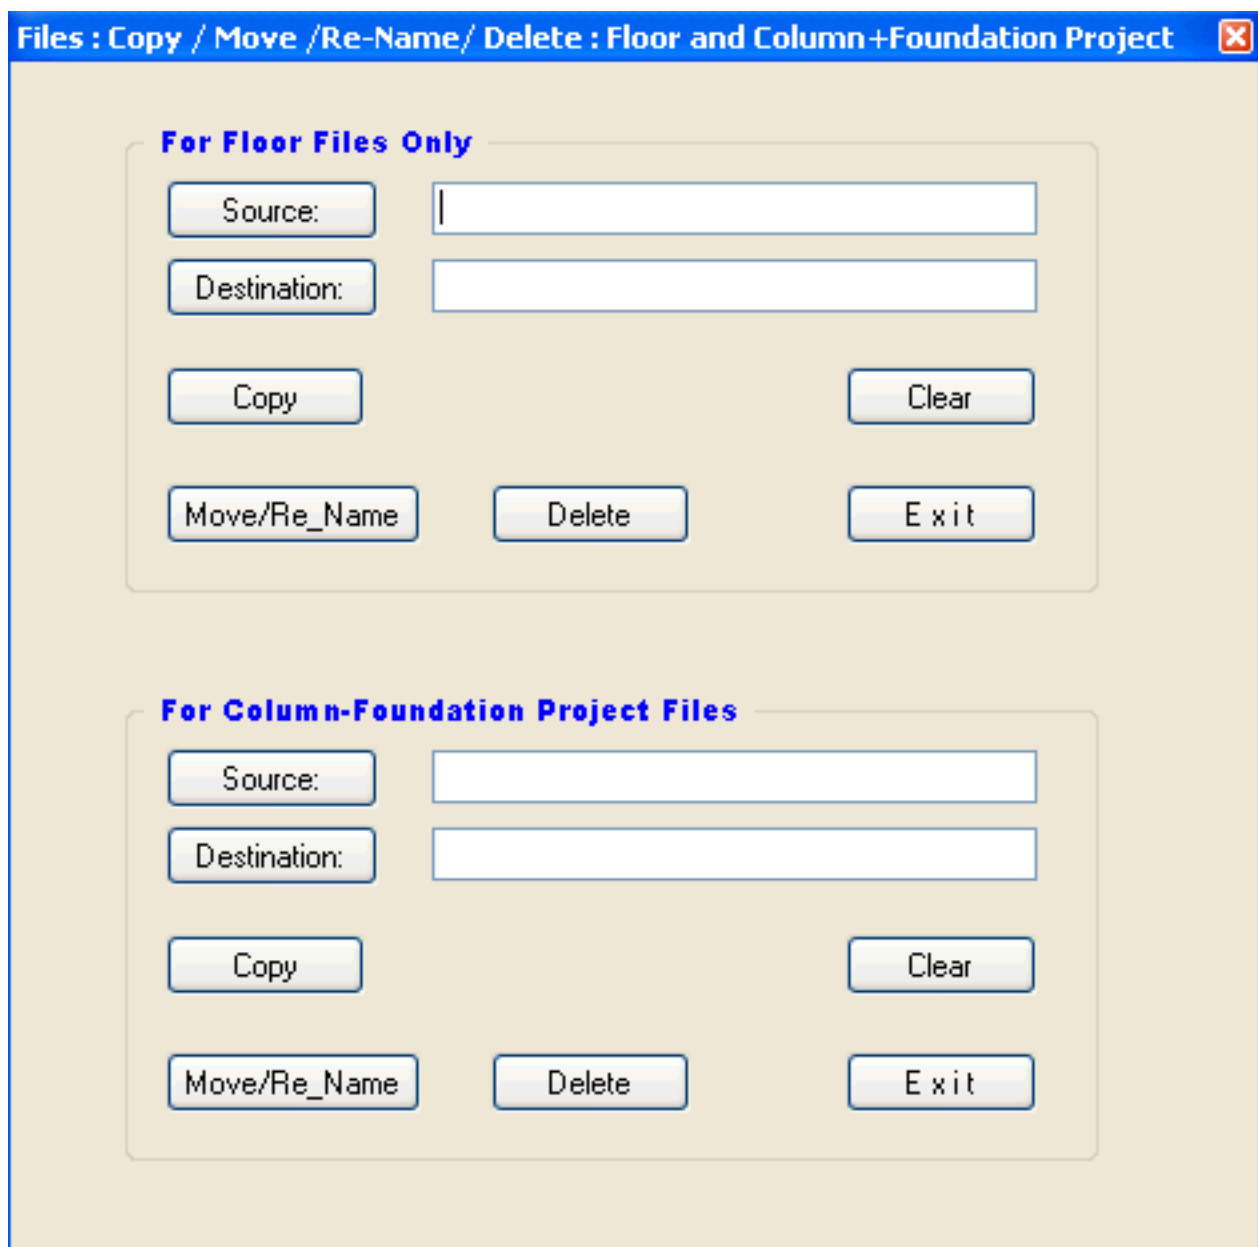 Files : Copy / Move /Re-Name/ Delete : Floor and Column+Foundation Project
For Floor Files Only
Source:
Destination:
Copy Clear
Move/Re_Name Delete E x i t
For Column-Foundation Project Files
Source:
Destination:
Copy Clear
Move/Re_Name Delete E x i t